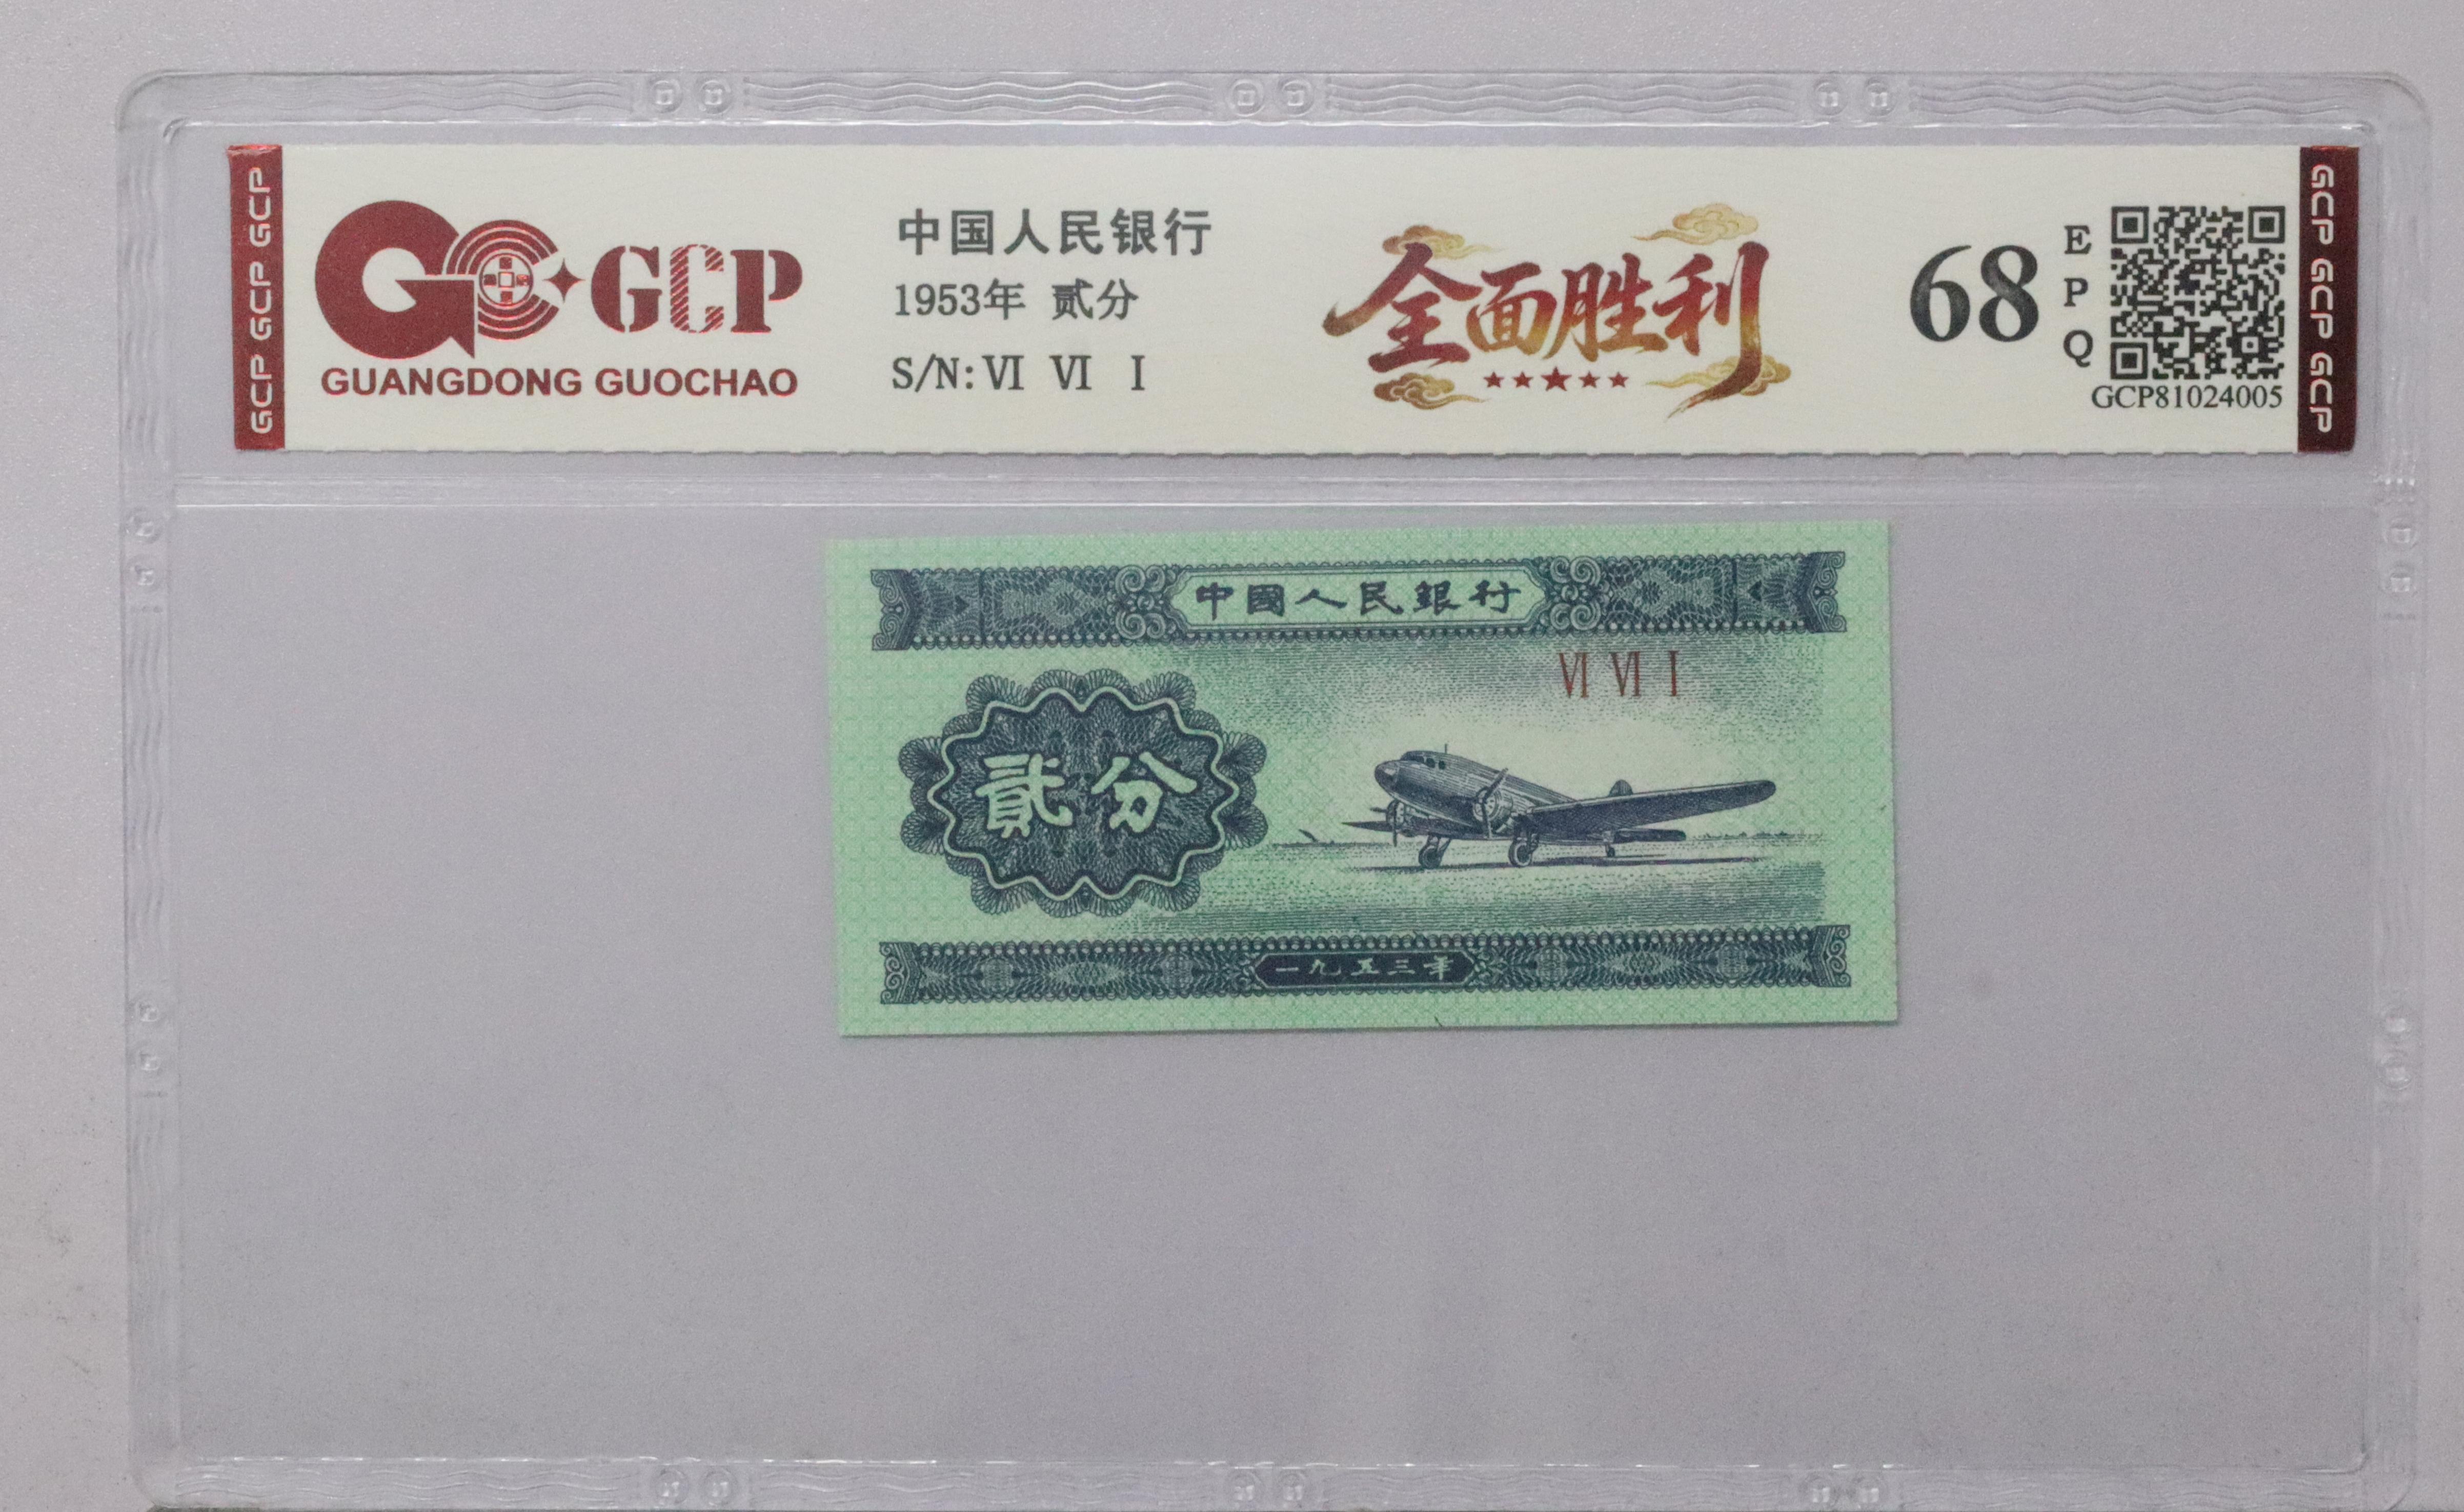 GCP GCP GCP
GCP
GUANGDONG GUOCHAO
中国人民银行
1953年 贰分
S/N: VI VI I
全面胜利
68
EPQ
GCP81024005
GCP GCP GCP
中國人民銀行
VI VI I
貳分
一九五三年